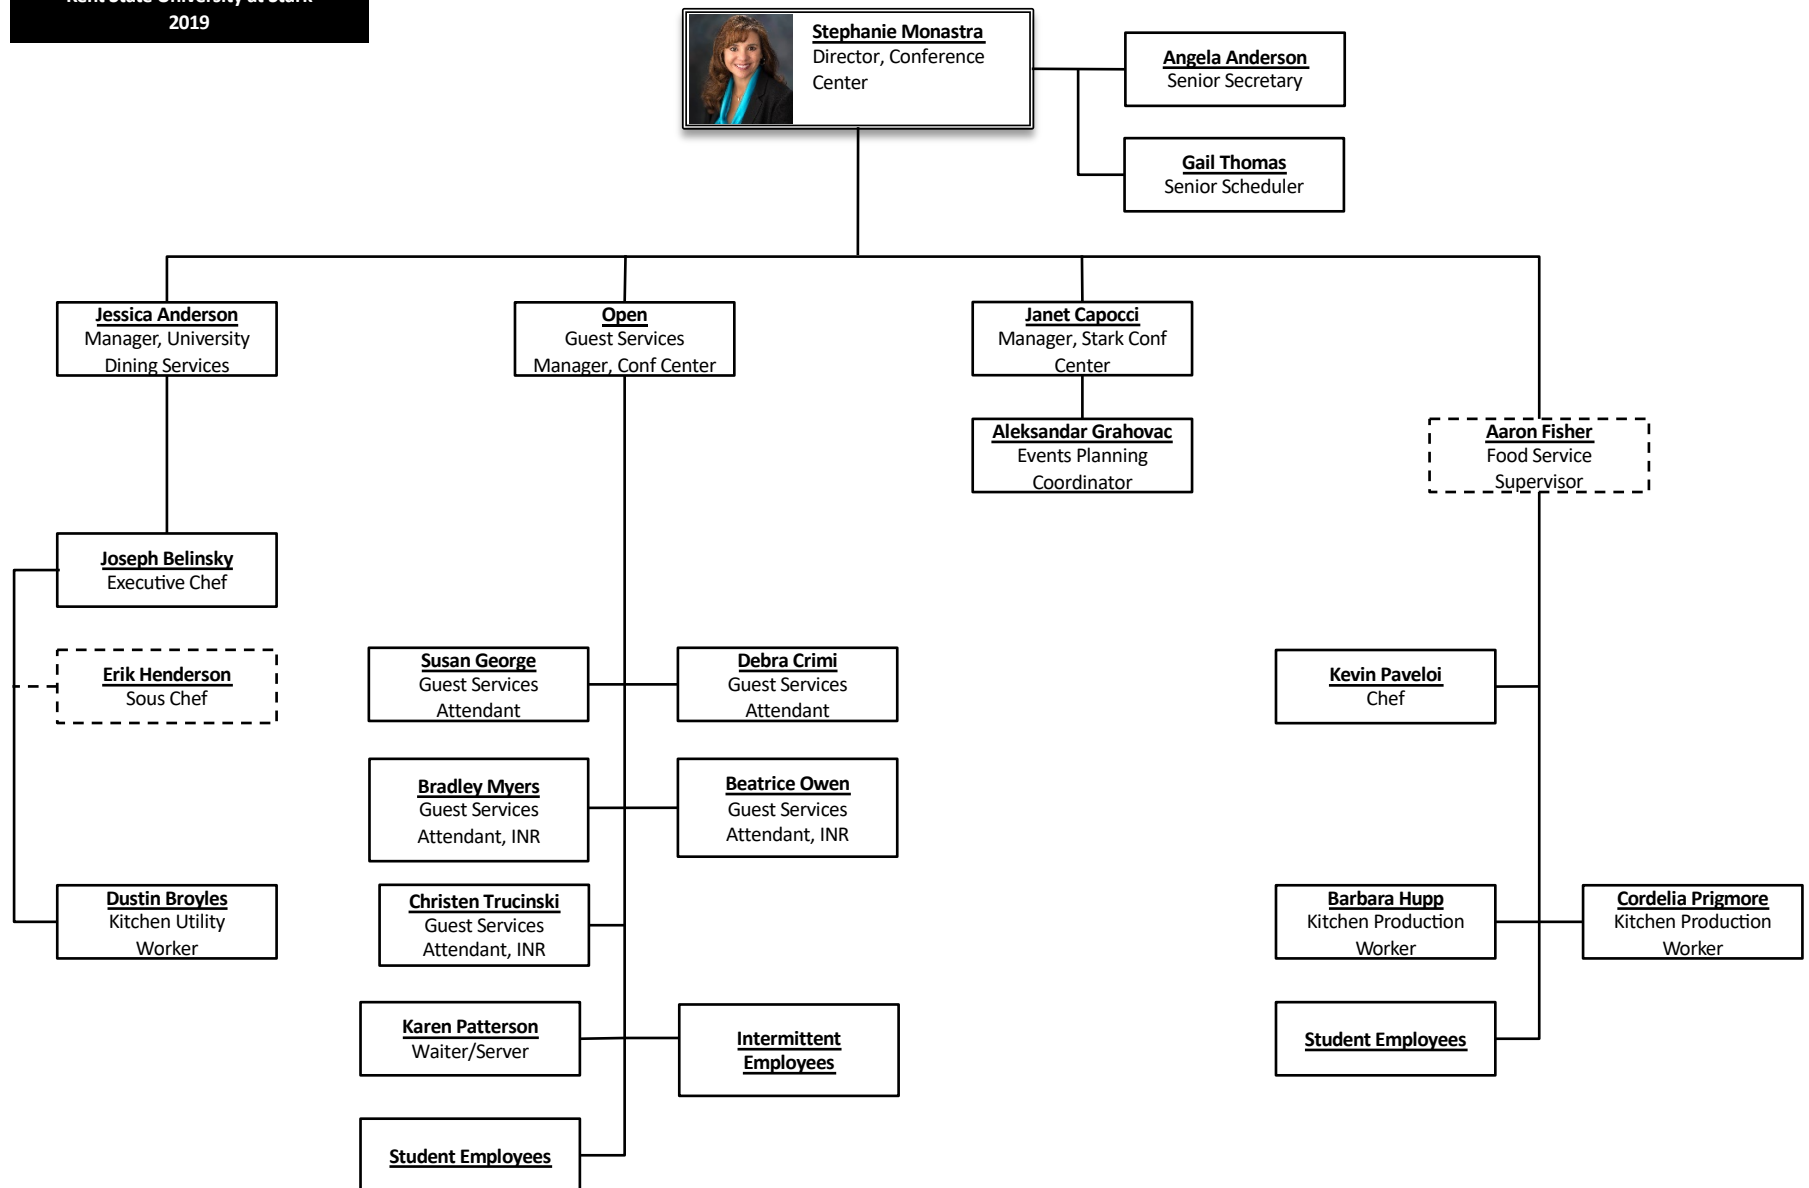 Kent State University at Stark
2019
Stephanie Monastra
Director, Conference
Center
Angela Anderson
Senior Secretary
Gail Thomas
Senior Scheduler
Jessica Anderson
Manager, University
Dining Services
Open
Guest Services
Manager, Conf Center
Janet Capocci
Manager, Stark Conf
Center
Aleksandar Grahovac
Events Planning
Coordinator
Aaron Fisher
Food Service
Supervisor
Joseph Belinsky
Executive Chef
Erik Henderson
Sous Chef
Dustin Broyles
Kitchen Utility
Worker
Susan George
Guest Services
Attendant
Debra Crimi
Guest Services
Attendant
Bradley Myers
Guest Services
Attendant, INR
Beatrice Owen
Guest Services
Attendant, INR
Christen Trucinski
Guest Services
Attendant, INR
Karen Patterson
Waiter/Server
Intermittent
Employees
Student Employees
Kevin Paveloi
Chef
Barbara Hupp
Kitchen Production
Worker
Cordelia Prigmore
Kitchen Production
Worker
Student Employees